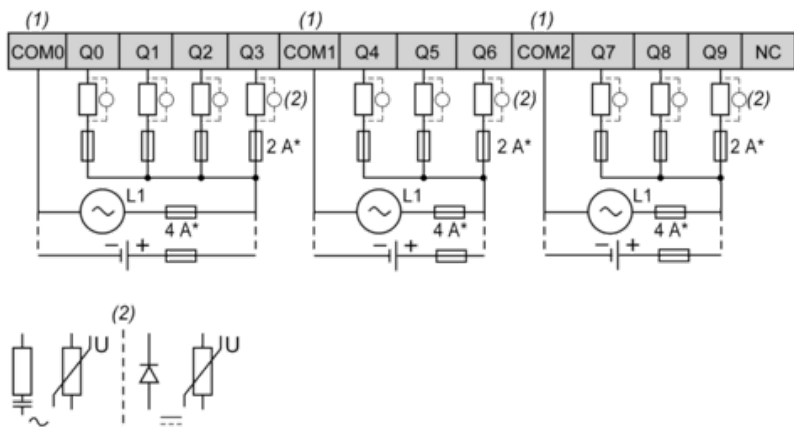 (1) (1) (1)
COM0 Q0 Q1 Q2 Q3 COM1 Q4 Q5 Q6 COM2 Q7 Q8 Q9 NC
(2) (2) (2)
2 A* 2 A* 2 A*
L1 L1 L1
4 A* 4 A* 4 A*
− + − + − +
(2)
U U